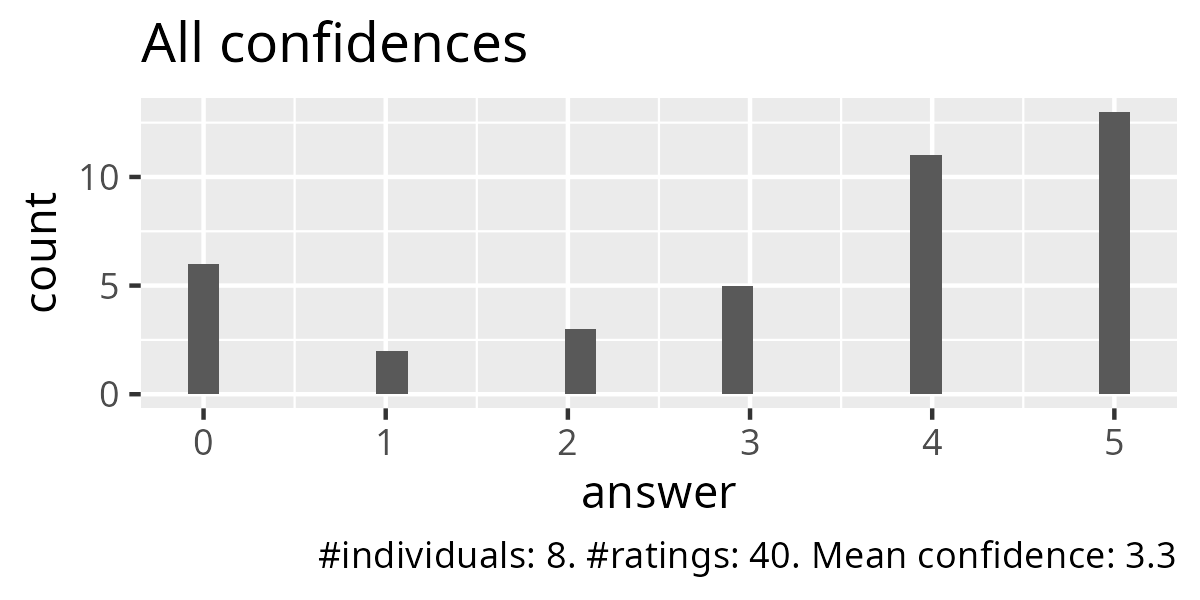 All confidences
count
10
5
0
0 1 2 3 4 5
answer
#individuals: 8. #ratings: 40. Mean confidence: 3.3